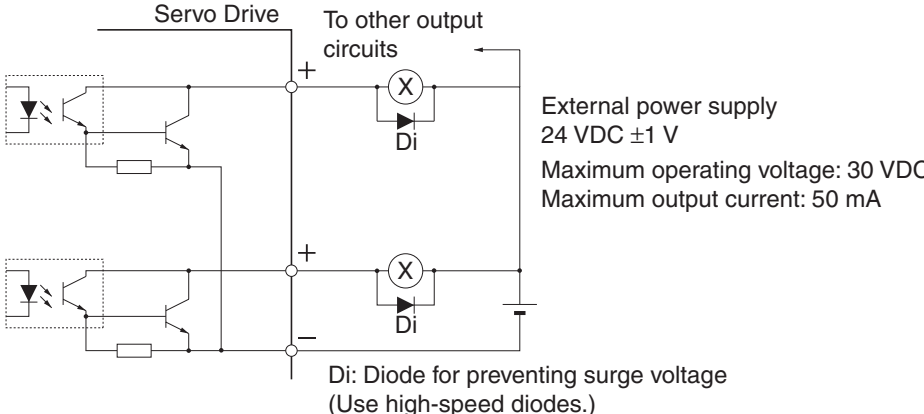 Servo Drive
To other output
circuits
+
X
Di
External power supply
24 VDC ±1 V
Maximum operating voltage: 30 VDC
Maximum output current: 50 mA
+
X
Di
−
Di: Diode for preventing surge voltage
(Use high-speed diodes.)